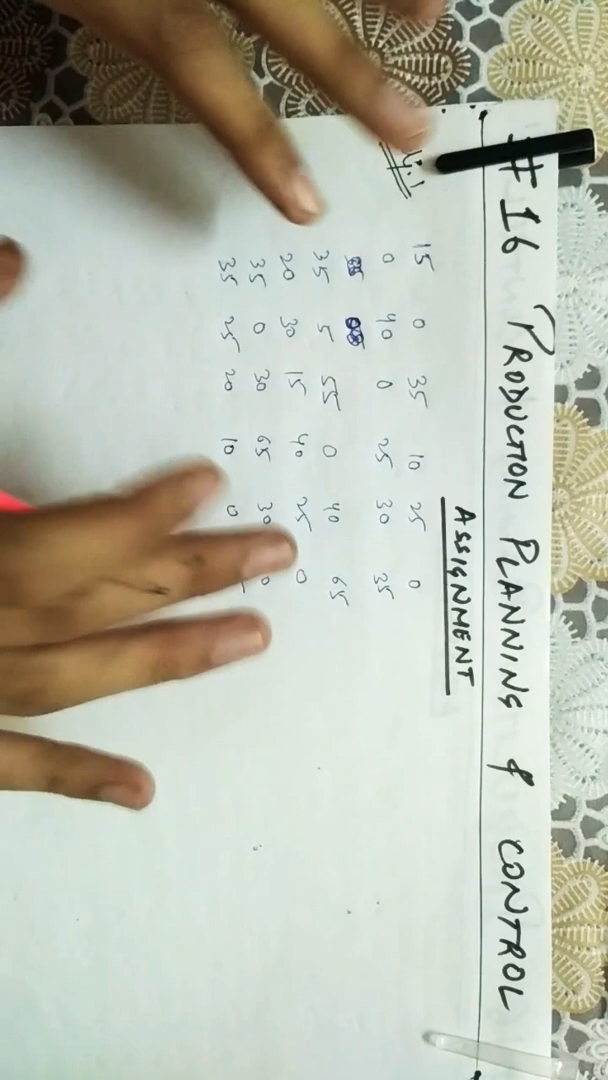 # 16 PRODUCTION PLANNING & CONTROL
ASSIGNMENT
15 0 35 10 25 0
0 40 0 25 30 35
35 5 55 0 40 65
20 30 15 40 25 0
35 0 30 65 30 0
35 25 20 10 0